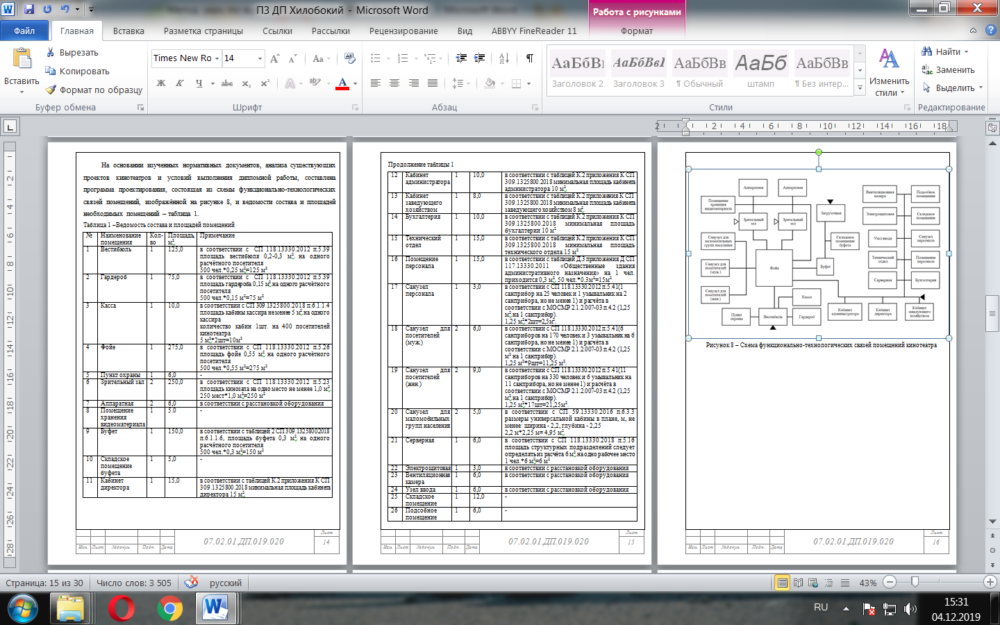 ПЗ ДП Хилобокий - Microsoft Word
Работа с рисунками
Файл
Главная
Вставка
Разметка страницы
Ссылки
Рассылки
Рецензирование
Вид
ABBYY FineReader 11
Формат
Вставить
Вырезать
Копировать
Формат по образцу
Буфер обмена
Times New Ro
14
Шрифт
Абзац
АаБбВı
АаБбВв1
АаБбВв
АаБб
АаБбВв
Заголовок 2
Заголовок 3
¶ Обычный
штамп
¶ Без интер...
Стили
Изменить
стили
Найти
Заменить
Выделить
Редактирование
2 2 4 6 8 10 12 14 16 18
На основании изученных нормативных документов, анализа существующих
проектов кинотеатров и условий выполнения дипломной работы, составлена
программа проектирования, состоящая из схемы функционально-технологических
связей помещений, изображённой на рисунке 8, и ведомости состава и площадей
необходимых помещений – таблица 1.
Таблица 1 –Ведомость состава и площадей помещений
№ Наименование помещения Кол-во Площадь, м² Примечание
1 Вестибюль 1 125,0 в соответствии с СП 118.13330.2012 п.5.39
площадь вестибюля 0,2-0,3 м², на одного
расчётного посетителя
500 чел.*0,25 м²=125 м²
2 Гардероб 1 75,0 в соответствии с СП 118.13330.2012 п.5.39
площадь гардероба 0,15 м², на одного расчётного
посетителя
500 чел.*0,15 м²=75 м²
3 Касса 1 10,0 в соответствии с СП 309.1325800.2018 п.6.1.1.4
площадь кабины кассира не менее 5 м², на одного
кассира
количество кабин 1шт. на 400 посетителей
кинотеатра
5 м²*2шт=10м²
4 Фойе 1 275,0 в соответствии с СП 118.13330.2012 п.5.26
площадь фойе 0,55 м², на одного расчётного
посетителя
500 чел.*0,55 м²=275 м²
5 Пункт охраны 1 6,0 -
6 Зрительный зал 2 250,0 в соответствии с СП 118.13330.2012 п.5.23
площадь кинозала на одно место не менее 1,0 м²,
250 мест*1,0 м²=250 м²
7 Аппаратная 2 6,0 в соответствии с расстановкой оборудования
8 Помещение хранения видеоматериала 1 5.0 -
9 Буфет 1 150,0 в соответствии с таблицей 2 СП 309.1325800.2018
п.6.1.1.6, площадь буфета 0,3 м², на одного
расчётного посетителя
500 чел.*0,3 м²=150 м²
10 Складское помещение буфета 1 5,0 -
11 Кабинет директора 1 15,0 в соответствии с таблицей К.2 приложения К СП
309.1325800.2018 минимальная площадь кабинета
директора 15 м²,
07.02.01.ДП.019.020
Лист
14
Изм. Лист №докум. Подп. Дата
Продолжение таблицы 1
12 Кабинет администратора 1 10,0 в соответствии с таблицей К.2 приложения К СП
309.1325800.2018 минимальная площадь кабинета
администратора 10 м²,
13 Кабинет заведующего хозяйством 1 8,0 в соответствии с таблицей К.2 приложения К СП
309.1325800.2018 минимальная площадь кабинета
заведующего хозяйством 8 м²,
14 Бухгалтерия 1 10,0 в соответствии с таблицей К.2 приложения К СП
309.1325800.2018 минимальная площадь
бухгалтерии 10 м²
15 Технический отдел 1 15,0 в соответствии с таблицей К.2 приложения К СП
309.1325800.2018 минимальная площадь
технического отдела 15 м²
16 Помещение персонала 1 15,0 в соответствии с таблицей Д.3 приложения Д СП
117.13330.2011 «Общественные здания
административного назначения» на 1 чел.
приходится 0,3 м², 50 чел.*0.3м²=15м².
17 Санузел персонала 1 3,0 в соответствии с СП 118.13330.2012 п.5.41(1
санприбор на 25 человек и 1 умывальник на 2
санприбора, но не менее 1) и расчёта в
соответствии с МОСМР 2.1.2.007-03 п.4.2 (1,25
м², на 1 санприбор).
1,25 м²*2шт=2,5м².
18 Санузел для посетителей (муж.) 2 6,0 в соответствии с СП 118.13330.2012 п.5.41(6
санприборов на 170 человек и 3 умывальник на 6
санприбора, но не менее 1) и расчёта в
соответствии с МОСМР 2.1.2.007-03 п.4.2 (1,25
м² на 1 санприбор).
1,25 м²*9шт=11,25 м².
19 Санузел для посетителей (жен.) 2 9,0 в соответствии с СП 118.13330.2012 п.5.41(11
санприборов на 330 человек и 6 умывальник на
11 санприбора, но не менее 1) и расчёта в
соответствии с МОСМР 2.1.2.007-03 п.4.2 (1,25
м², на 1 санприбор).
1,25 м²*17шт=21,25м².
20 Санузел для маломобильных групп населения 2 5,0 в соответствии с СП 59.13330.2016 п.6.3.3
размеры универсальной кабины в плане, м, не
менее: ширина - 2,2, глубина - 2,25
2,2 м*2,25 м= 4,95 м²,
21 Серверная 1 6,0 в соответствии с СП 118.13330.2018 п.5.16
площадь структурных подразделений следует
определять из расчёта 6 м², на одно рабочее место
1 чел.*6 м²=6 м²
22 Электрощитовая 1 3,0 в соответствии с расстановкой оборудования
23 Вентиляционная камера 1 6,0 в соответствии с расстановкой оборудования
24 Узел ввода 1 6,0 в соответствии с расстановкой оборудования
25 Складское помещение 1 12,0 -
26 Подсобное помещение 1 6,0 -
07.02.01.ДП.019.020
Лист
15
Изм. Лист №докум. Подп. Дата
Аппаратная
Аппаратная
Помещение хранения видеоматериала
Зрительный зал
Зрительный зал
Загрузочная
Санузел для маломобильных групп населения
Складское помещение буфета
Фойе
Буфет
Санузел для посетителей (муж.)
Санузел для посетителей (жен.)
Касса
Пункт охраны
Вестибюль
Гардероб
Кабинет администратора
Кабинет директора
Кабинет заведующего хозяйством
Вентиляционная камера
Подсобное помещение
Электрощитовая
Складское помещение
Узел ввода
Санузел персонала
Технический отдел
Помещение персонала
Серверная
Бухгалтерия
Рисунок 8 – Схема функционально-технологических связей помещений кинотеатра
07.02.01.ДП.019.020
Лист
16
Изм. Лист №докум. Подп. Дата
Страница: 15 из 30
Число слов: 3 505
русский
43%
RU
15:31
04.12.2019